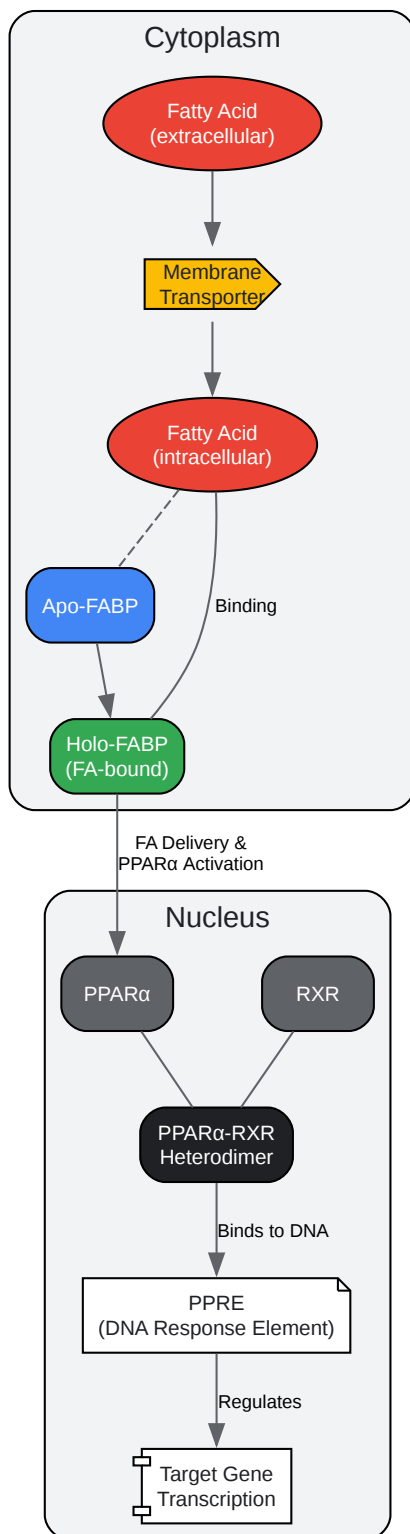 Cytoplasm
Fatty Acid
(extracellular)
Membrane
Transporter
Fatty Acid
(intracellular)
Apo-FABP
Binding
Holo-FABP
(FA-bound)
FA Delivery &
PPARα Activation
Nucleus
PPARα
RXR
PPARα-RXR
Heterodimer
Binds to DNA
PPRE
(DNA Response Element)
Regulates
Target Gene
Transcription